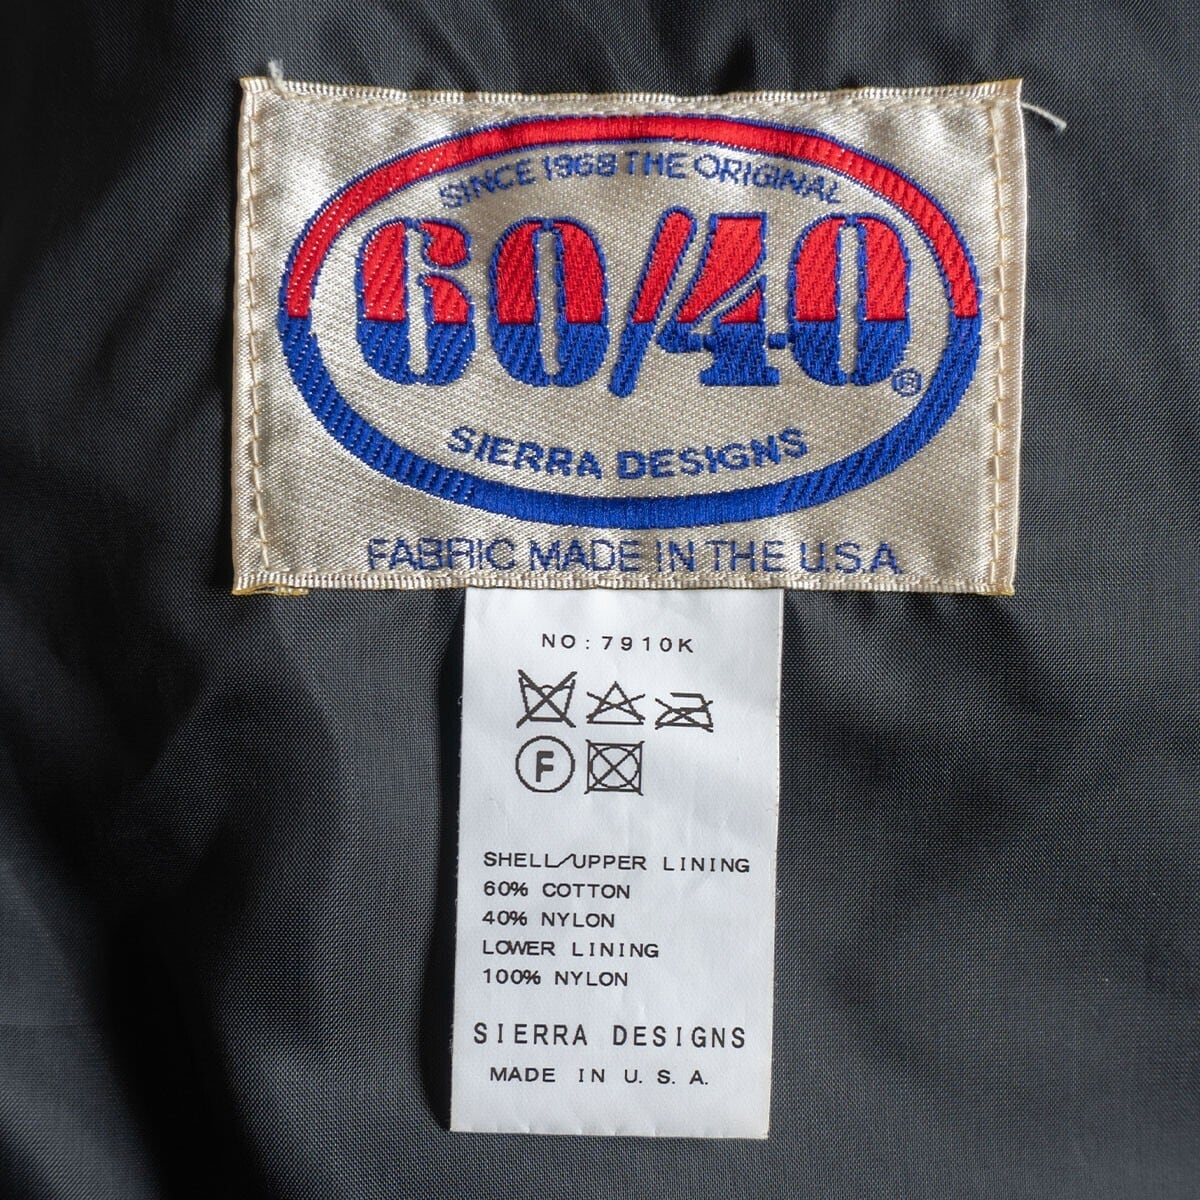 SINCE 1968 THE ORIGINAL
60/40®
SIERRA DESIGNS
FABRIC MADE IN THE U.S.A.
NO: 7910K
F
SHELL/UPPER LINING
60% COTTON
40% NYLON
LOWER LINING
100% NYLON
SIERRA DESIGNS
MADE IN U. S. A.